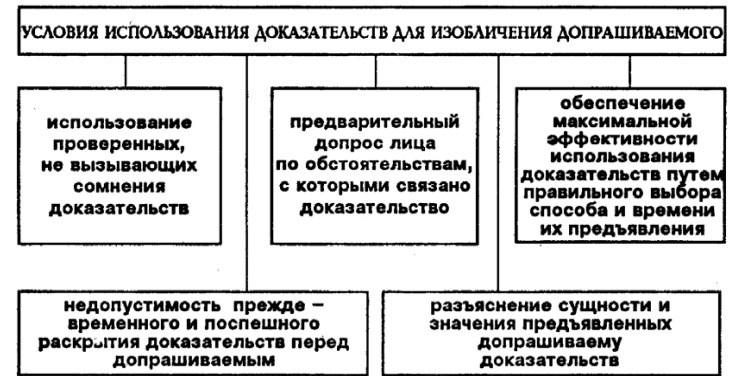 УСЛОВИЯ ИСПОЛЬЗОВАНИЯ ДОКАЗАТЕЛЬСТВ ДЛЯ ИЗОБЛИЧЕНИЯ ДОПРАШИВАЕМОГО
использование
проверенных,
не вызывающих
сомнения
доказательств
предварительный
допрос лица
по обстоятельствам,
с которыми связано
доказательство
обеспечение
максимальной
эффективности
использования
доказательств путем
правильного выбора
способа и времени
их предъявления
недопустимость прежде –
временного и поспешного
раскрытия доказательств перед
допрашиваемым
разъяснение сущности и
значения предъявленных
допрашиваему
доказательств